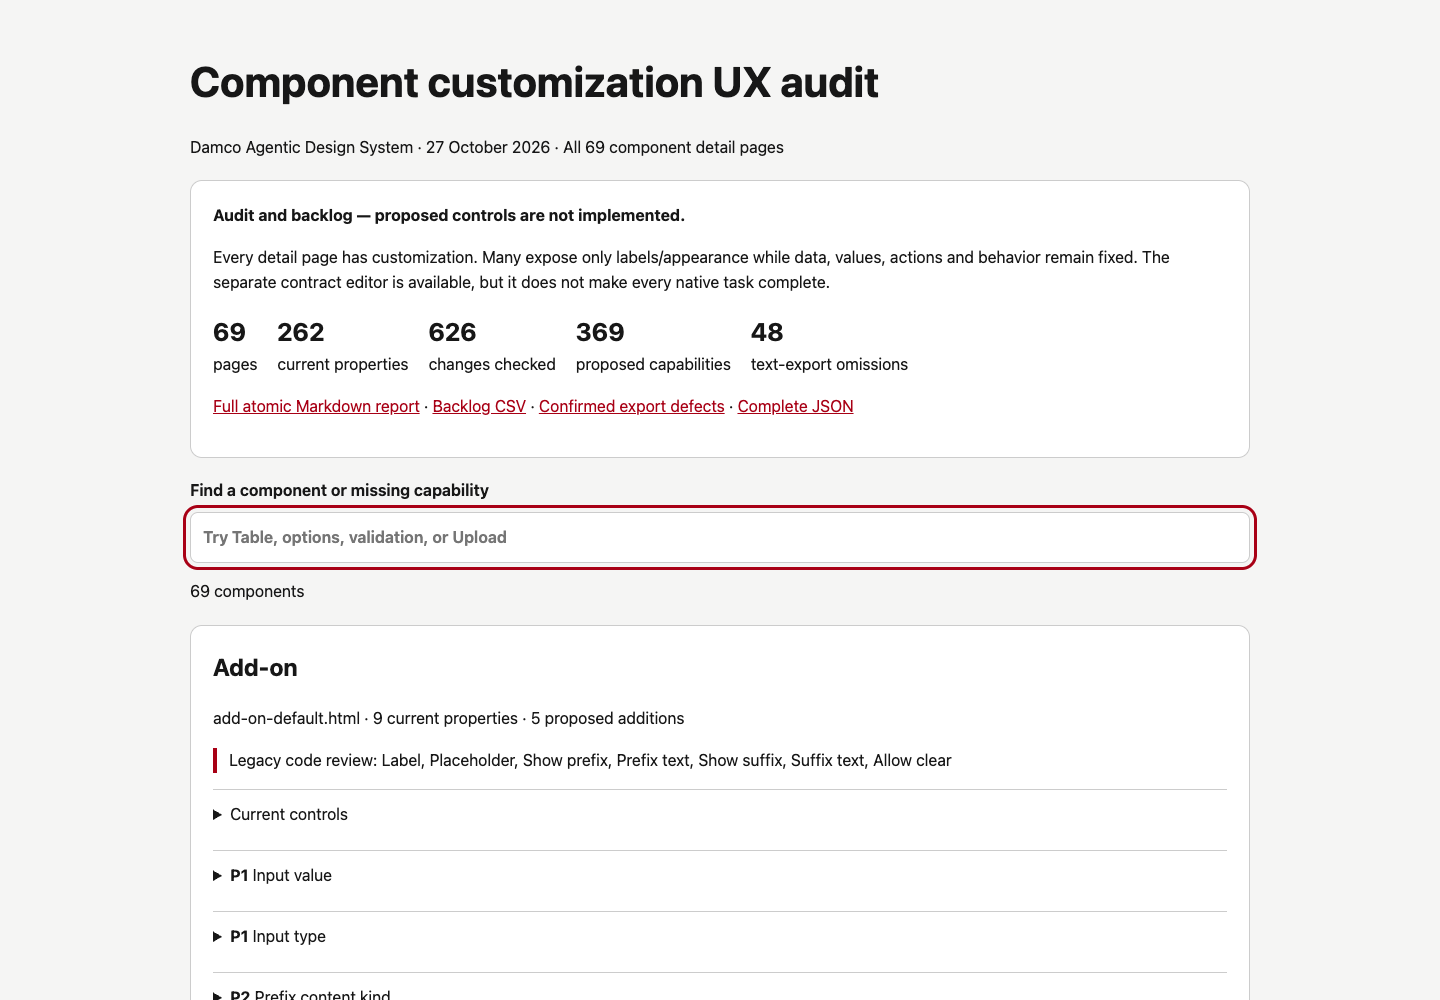 Component customization UX audit
Damco Agentic Design System · 27 October 2026 · All 69 component detail pages
Audit and backlog — proposed controls are not implemented.
Every detail page has customization. Many expose only labels/appearance while data, values, actions and behavior remain fixed. The
separate contract editor is available, but it does not make every native task complete.
69 262 626 369 48
pages current properties changes checked proposed capabilities text-export omissions
Full atomic Markdown report · Backlog CSV · Confirmed export defects · Complete JSON
Find a component or missing capability
Try Table, options, validation, or Upload
69 components
Add-on
add-on-default.html · 9 current properties · 5 proposed additions
Legacy code review: Label, Placeholder, Show prefix, Prefix text, Show suffix, Suffix text, Allow clear
Current controls
P1 Input value
P1 Input type
P2 Prefix content kind